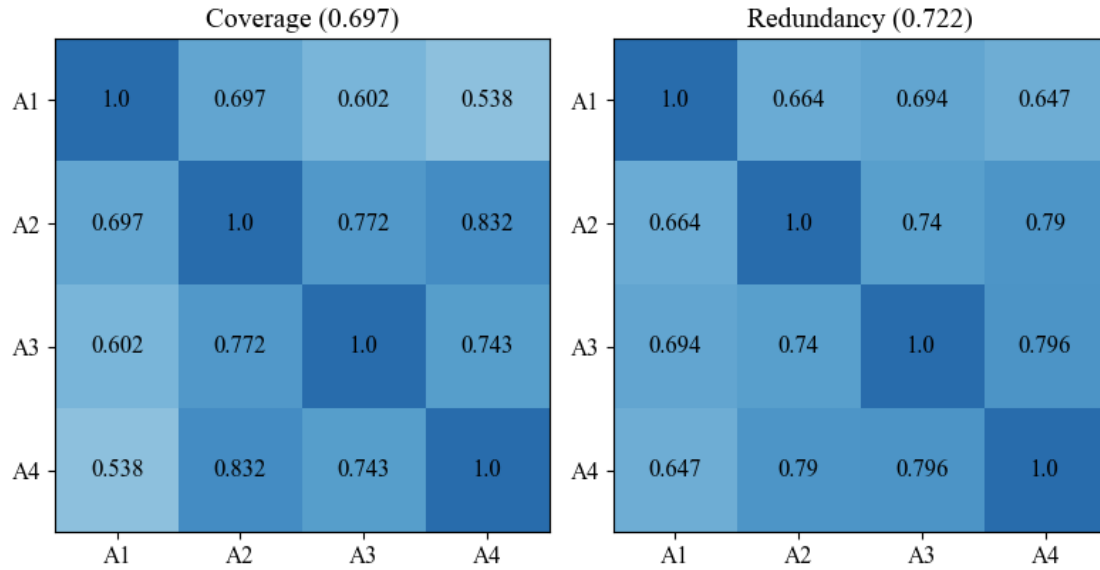 Coverage (0.697)
A1 1.0 0.697 0.602 0.538
A2 0.697 1.0 0.772 0.832
A3 0.602 0.772 1.0 0.743
A4 0.538 0.832 0.743 1.0
A1 A2 A3 A4
Redundancy (0.722)
A1 1.0 0.664 0.694 0.647
A2 0.664 1.0 0.74 0.79
A3 0.694 0.74 1.0 0.796
A4 0.647 0.79 0.796 1.0
A1 A2 A3 A4